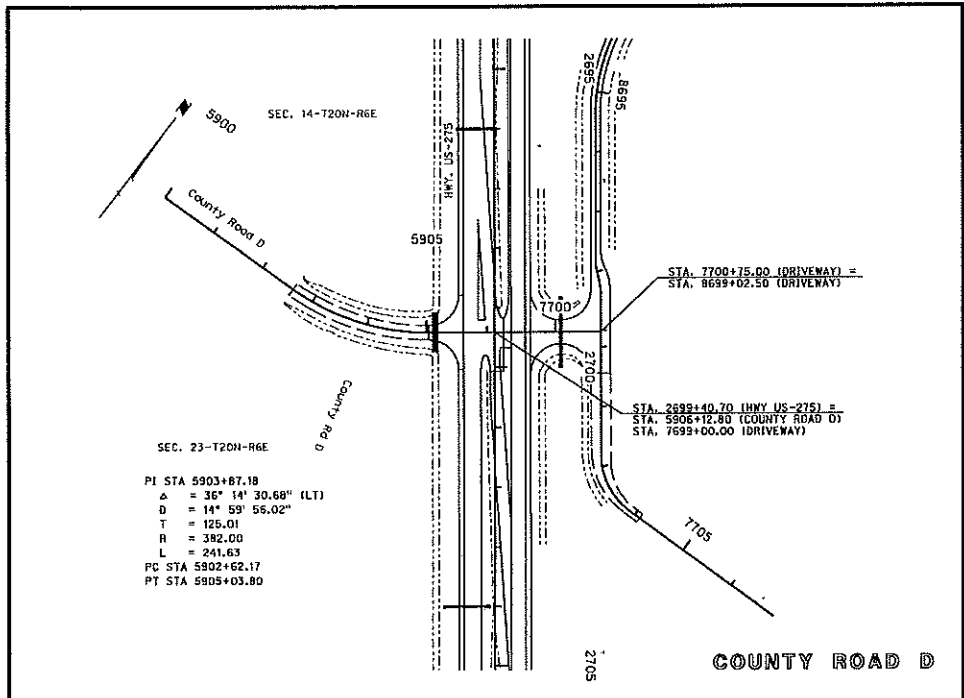 SEC. 14-T20N-R6E
5900
County Road D
HWY. US-275
5905
2695
8695
7700
STA. 7700+75.00 (DRIVEWAY) =
STA. 8699+02.50 (DRIVEWAY)
2700
STA. 2699+40.70 (HWY US-275) =
STA. 5906+12.80 (COUNTY ROAD D)
STA. 7699+00.00 (DRIVEWAY)
County Rd D
SEC. 23-T20N-R6E
PI STA 5903+87.18
Δ = 36° 14' 30.68" (LT)
D = 14° 59' 56.02"
T = 125.01
R = 382.00
L = 241.63
PC STA 5902+62.17
PT STA 5905+03.80
7705
2705
COUNTY ROAD D